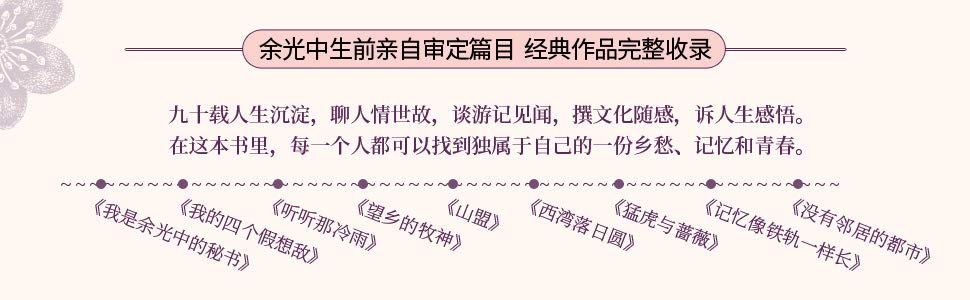 余光中生前亲自审定篇目 经典作品完整收录
九十载人生沉淀，聊人情世故，谈游记见闻，撰文化随感，诉人生感悟。
在这本书里，每一个人都可以找到独属于自己的一份乡愁、记忆和青春。
《我是余光中的秘书》
《我的四个假想敌》
《听听那冷雨》
《望乡的牧神》
《山盟》
《西湾落日圆》
《猛虎与蔷薇》
《记忆像铁轨一样长》
《没有邻居的都市》